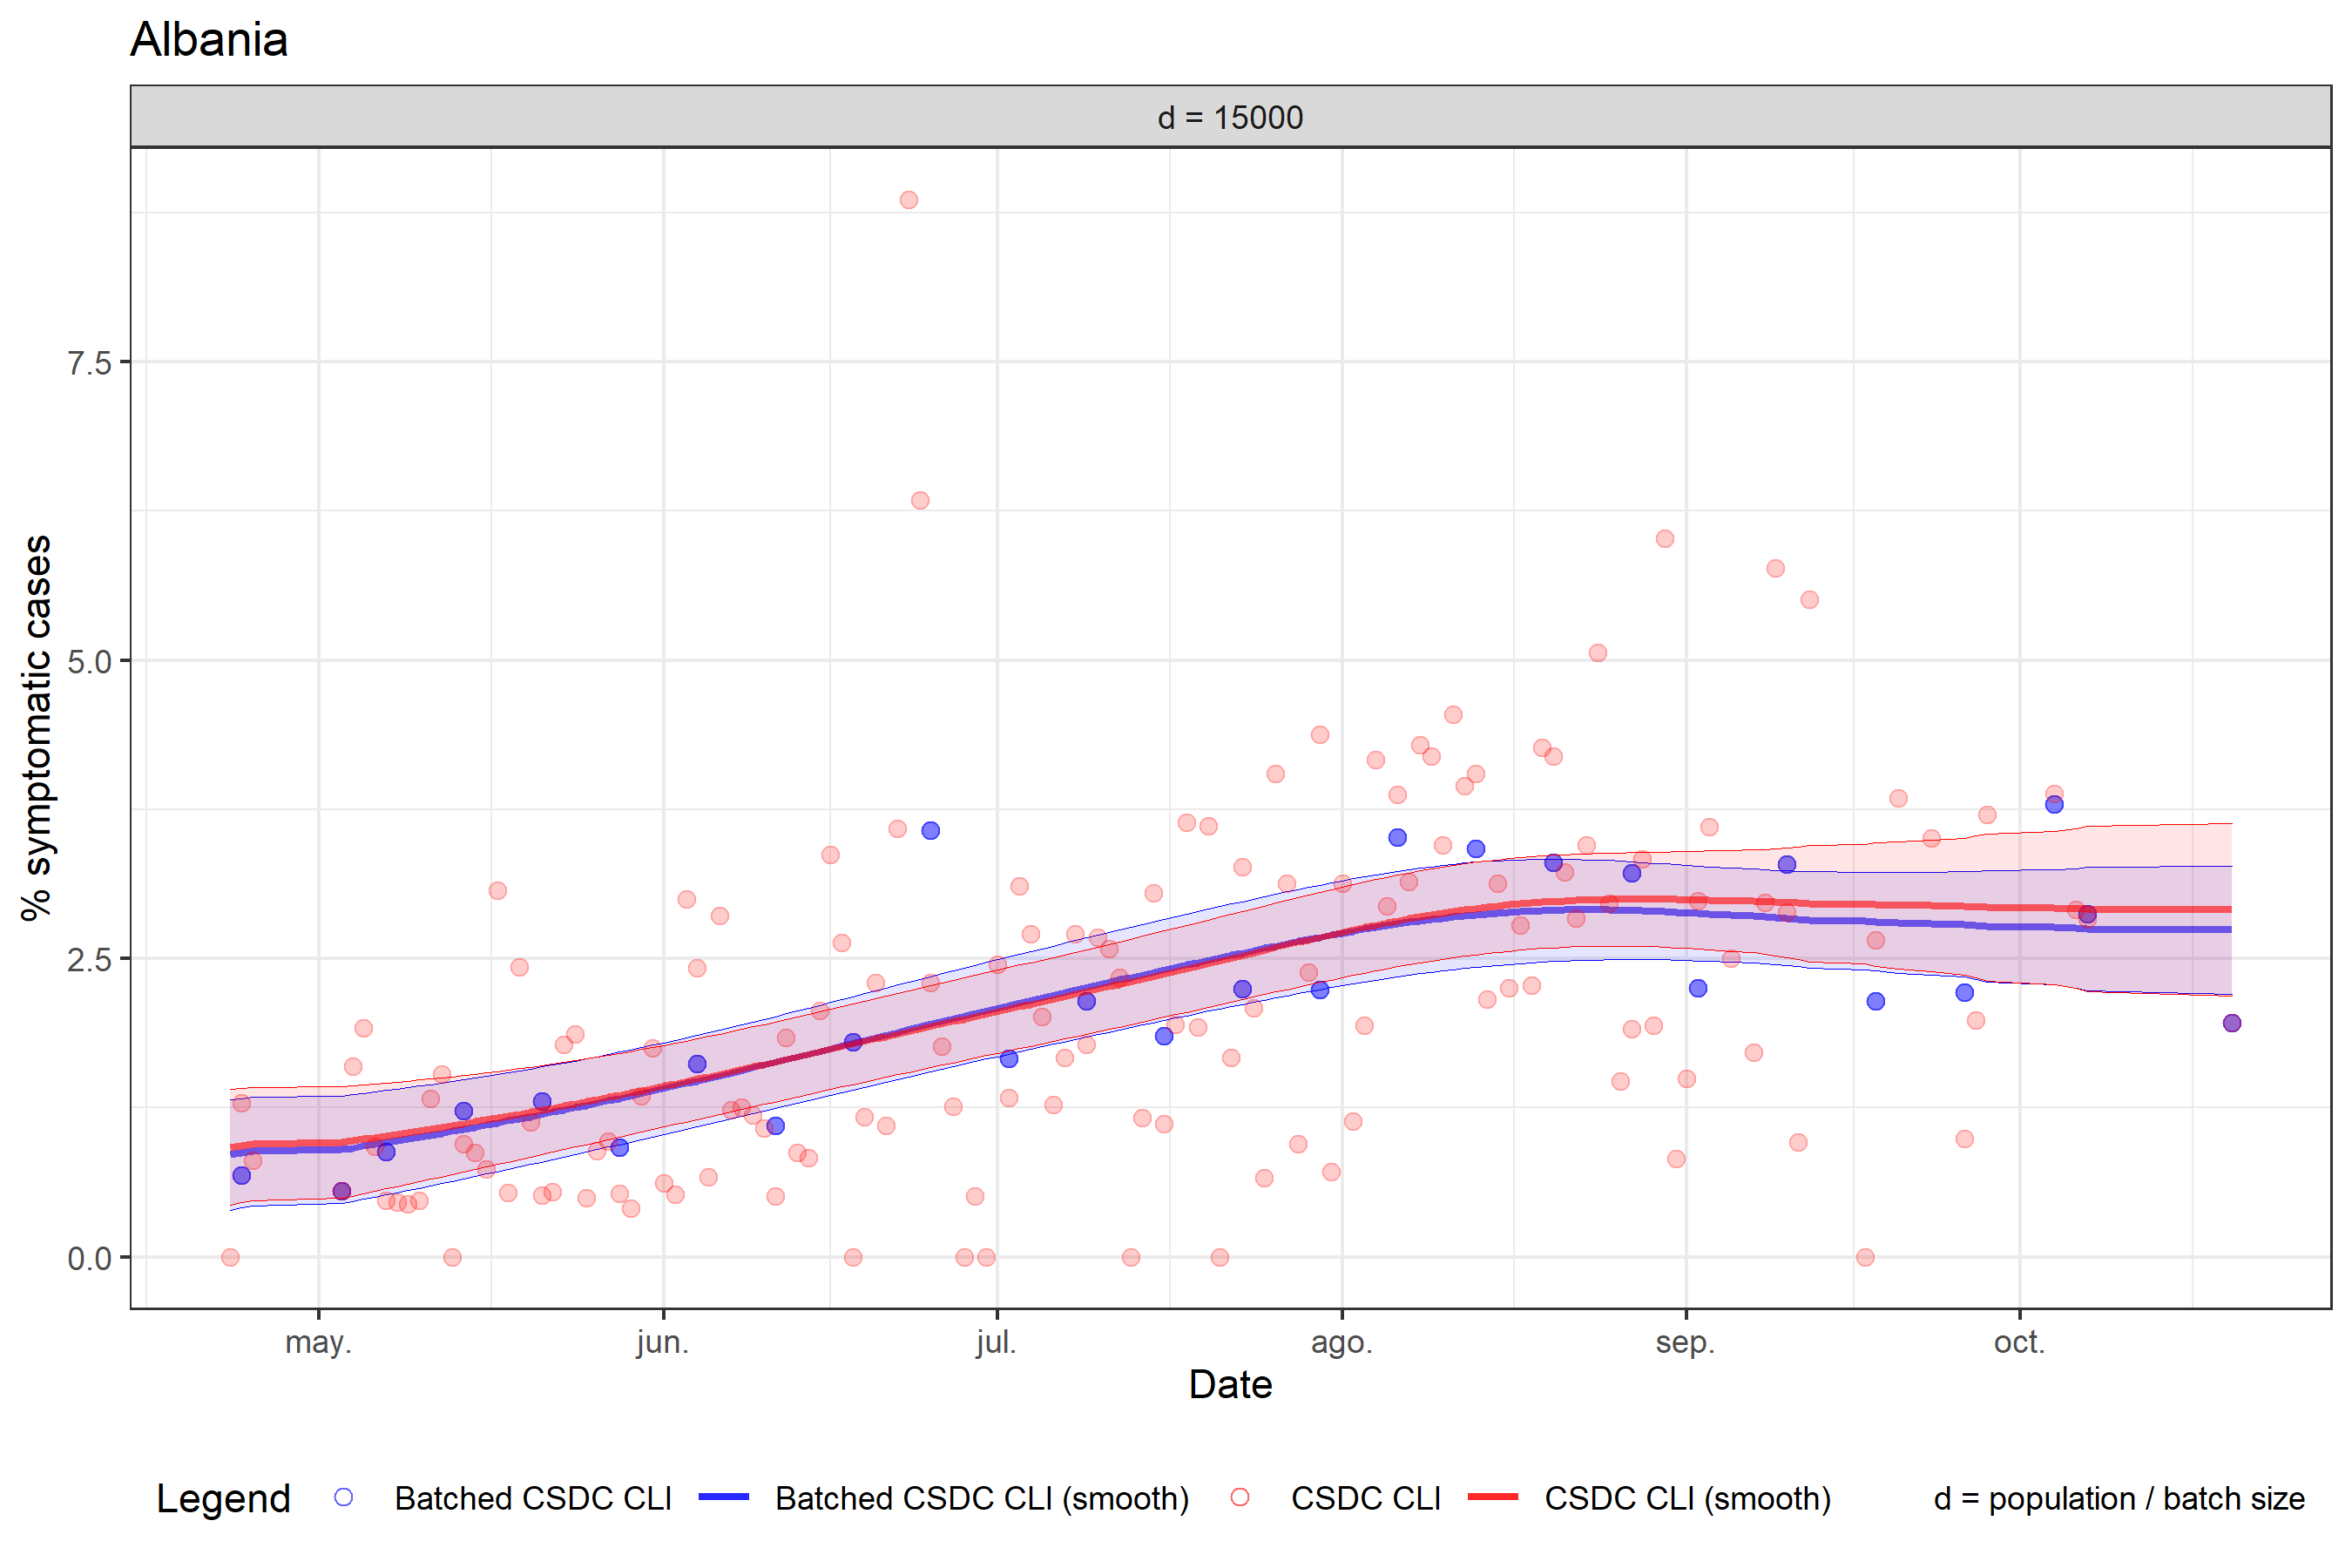 Albania
d = 15000
% symptomatic cases
7.5
5.0
2.5
0.0
may.
jun.
jul.
ago.
sep.
oct.
Date
Legend
Batched CSDC CLI
Batched CSDC CLI (smooth)
CSDC CLI
CSDC CLI (smooth)
d = population / batch size